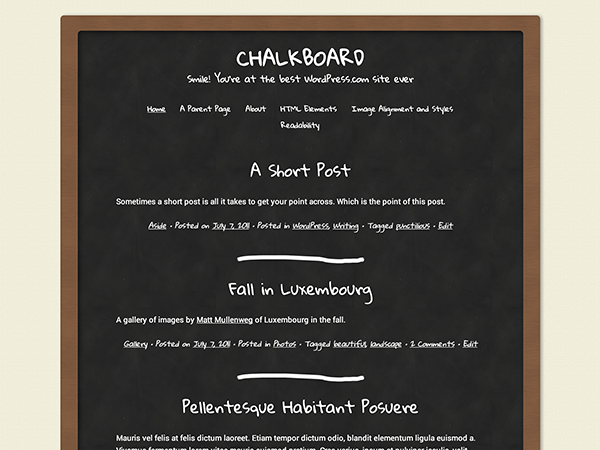 CHALKBOARD
Smile! You're at the best WordPress.com site ever
Home A Parent Page About HTML Elements Image Alignment and Styles
Readability
A Short Post
Sometimes a short post is all it takes to get your point across. Which is the point of this post.
Aside • Posted on July 7, 2011 • Posted in WordPress, Writing • Tagged punctilious • Edit
Fall in Luxembourg
A gallery of images by Matt Mullenweg of Luxembourg in the fall.
Gallery • Posted on July 7, 2011 • Posted in Photos • Tagged beautiful, landscape • 2 Comments • Edit
Pellentesque Habitant Posuere
Mauris vel felis at felis dictum laoreet. Etiam tempor dictum odio, blandit elementum ligula euismod a.